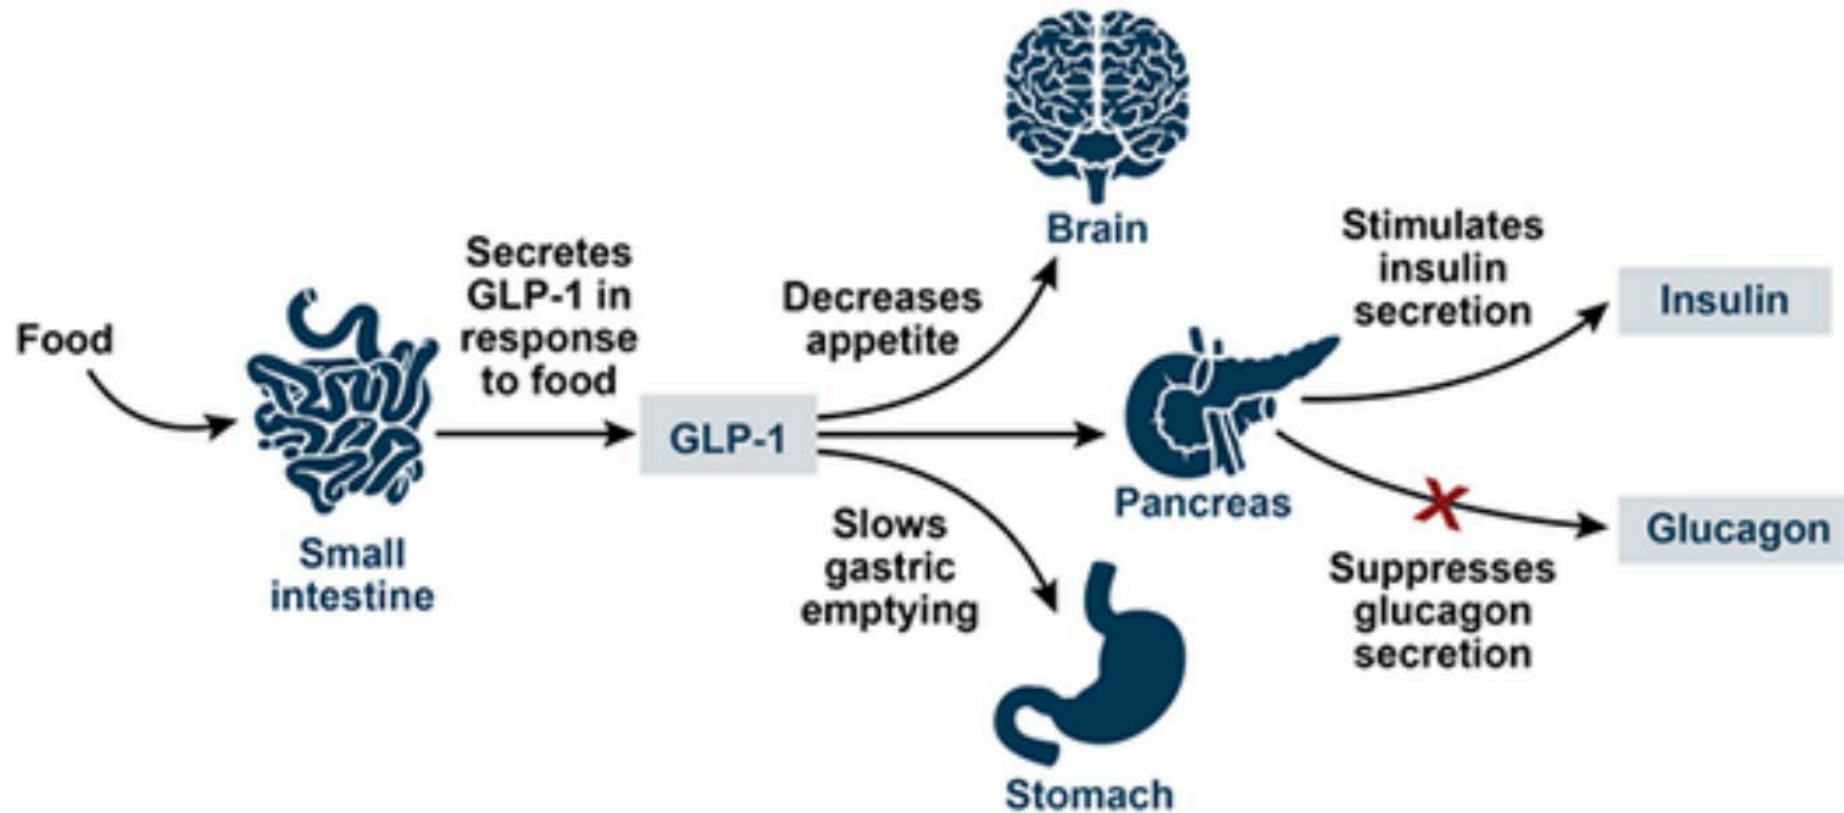 Food
Small
intestine
Secretes
GLP-1 in
response
to food
GLP-1
Decreases
appetite
Brain
Slows
gastric
emptying
Stomach
Pancreas
Stimulates
insulin
secretion
Insulin
Suppresses
glucagon
secretion
Glucagon